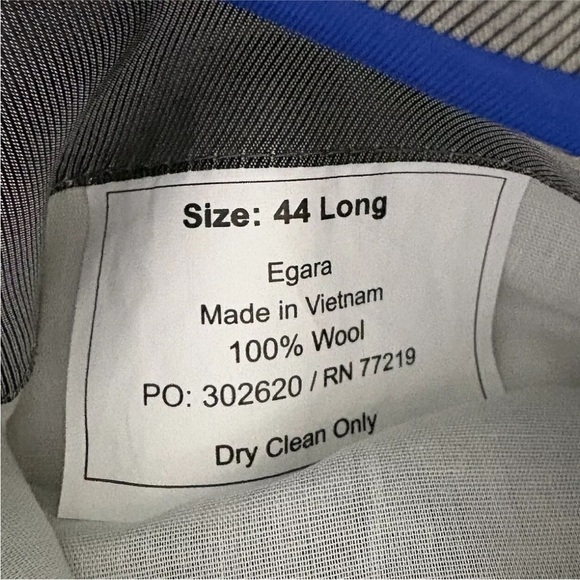 Size: 44 Long
Egara
Made in Vietnam
100% Wool
PO: 302620 / RN 77219
Dry Clean Only